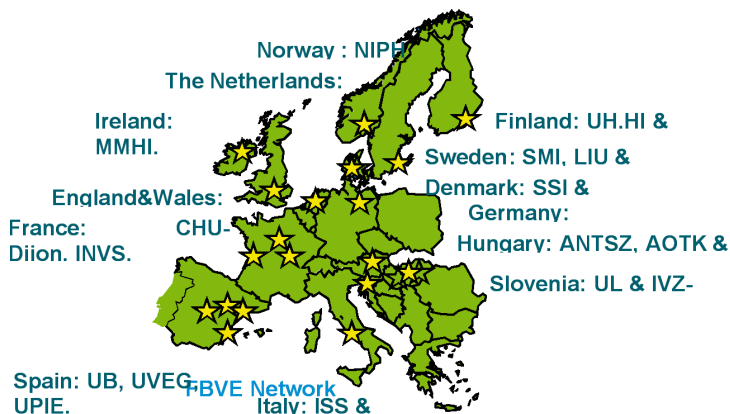 Norway : NIPH
The Netherlands:
Ireland:
MMHI.
Finland: UH.HI &
Sweden: SMI, LIU &
Denmark: SSI &
England&Wales:
Germany:
France: CHU-
Dijon. INVS.
Hungary: ANTSZ, AOTK &
Slovenia: UL & IVZ-
Spain: UB, UVEG,
UPIE.
FBVE Network
Italy: ISS &